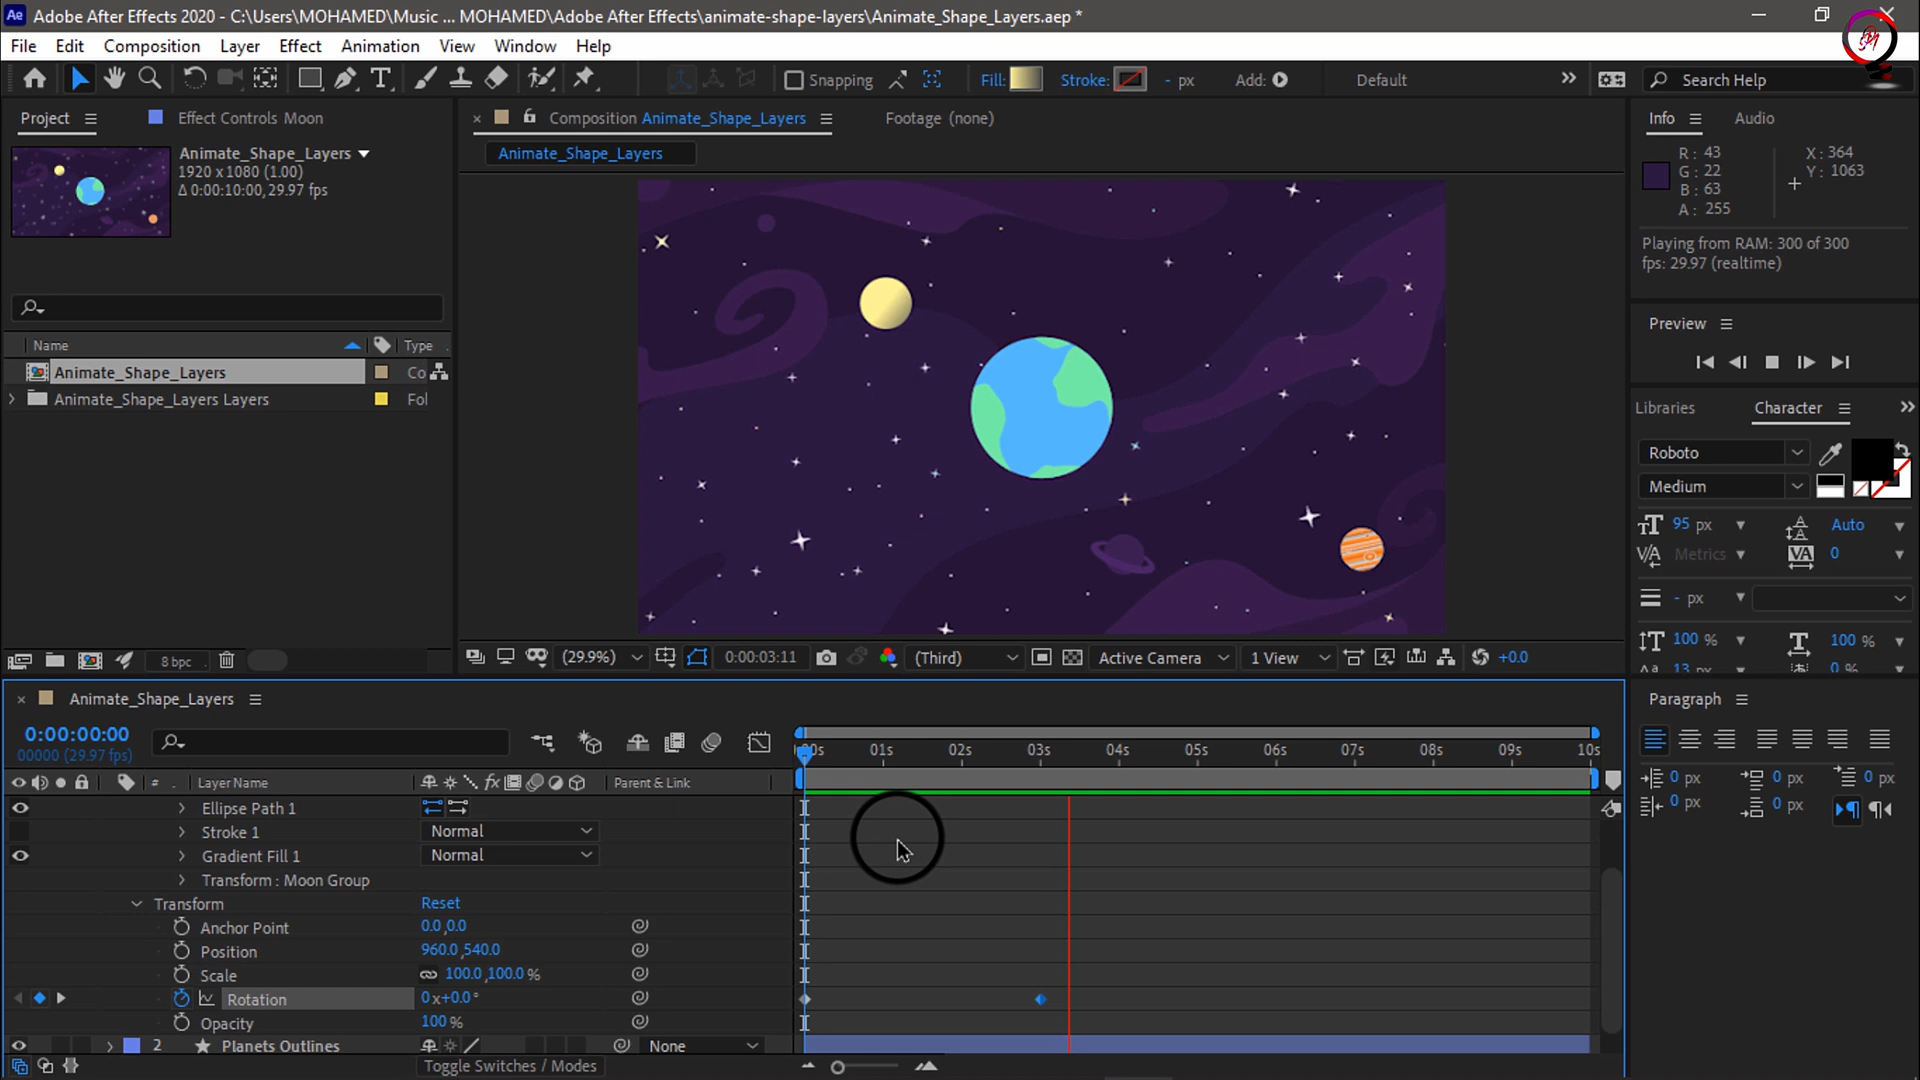 Adobe After Effects 2020 - C:\Users\MOHAMED\Music ... MOHAMED\Adobe After Effects\animate-shape-layers\Animate_Shape_Layers.aep *
File Edit Composition Layer Effect Animation View Window Help
Snapping Fill: Stroke: - px Add: Default Search Help
Project Effect Controls Moon
Composition Animate_Shape_Layers Footage (none)
Info Audio
Animate_Shape_Layers
1920 x 1080 (1.00)
Δ 0:00:10:00, 29.97 fps
Animate_Shape_Layers
R : 43
G : 22
B : 63
A : 255
X : 364
Y : 1063
Playing from RAM: 300 of 300
fps: 29.97 (realtime)
Preview
Name Type
Animate_Shape_Layers Co
Animate_Shape_Layers Layers Fol
Libraries Character
Roboto
Medium
95 px Auto
Metrics 0
- px
100 % 100 %
13 px 0 %
8 bpc
(29.9%) 0:00:03:11 (Third) Active Camera 1 View +0.0
Animate_Shape_Layers
Paragraph
0:00:00:00
00000 (29.97 fps)
01s 02s 03s 04s 05s 06s 07s 08s 09s 10s
# Layer Name Parent & Link
0 px 0 px 0 px
0 px 0 px
Ellipse Path 1
Stroke 1 Normal
Gradient Fill 1 Normal
Transform : Moon Group
Transform Reset
Anchor Point 0.0,0.0
Position 960.0,540.0
Scale 100.0,100.0 %
Rotation 0 x+0.0 °
Opacity 100 %
2 Planets Outlines None
Toggle Switches / Modes